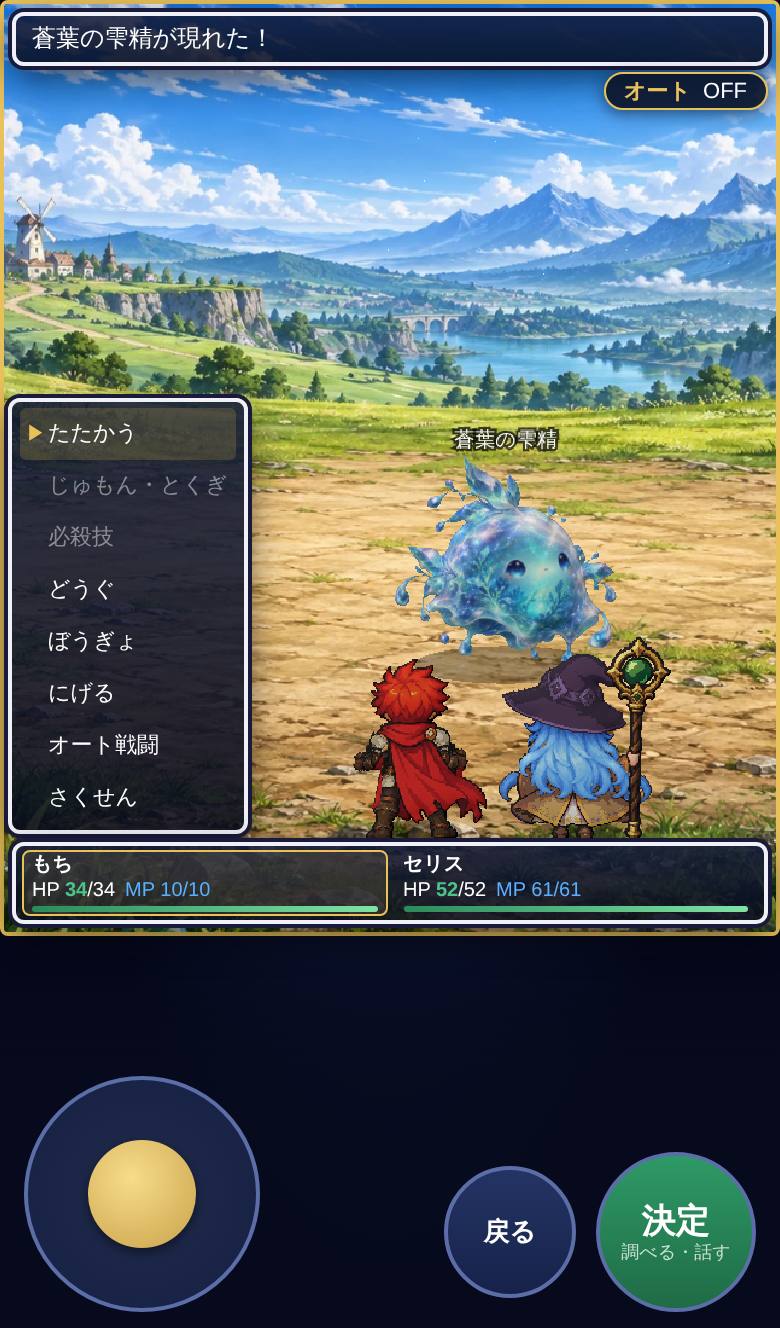 蒼葉の雫精が現れた！
オート OFF
蒼葉の雫精
▶たたかう
じゅもん・とくぎ
必殺技
どうぐ
ぼうぎょ
にげる
オート戦闘
さくせん
もち
HP 34/34 MP 10/10
セリス
HP 52/52 MP 61/61
戻る
決定
調べる・話す